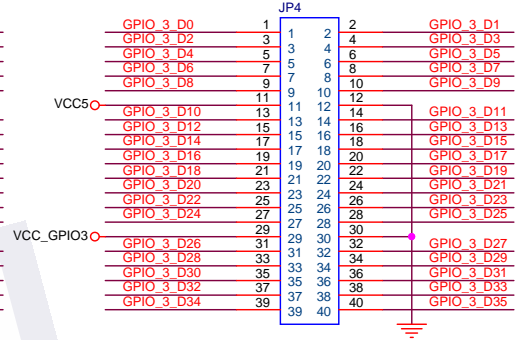 JP4
GPIO_3_D0 1 1 2 2 GPIO_3_D1
GPIO_3_D2 3 3 4 4 GPIO_3_D3
GPIO_3_D4 5 5 6 6 GPIO_3_D5
GPIO_3_D6 7 7 8 8 GPIO_3_D7
GPIO_3_D8 9 9 10 10 GPIO_3_D9
VCC5 11 11 12 12
GPIO_3_D10 13 13 14 14 GPIO_3_D11
GPIO_3_D12 15 15 16 16 GPIO_3_D13
GPIO_3_D14 17 17 18 18 GPIO_3_D15
GPIO_3_D16 19 19 20 20 GPIO_3_D17
GPIO_3_D18 21 21 22 22 GPIO_3_D19
GPIO_3_D20 23 23 24 24 GPIO_3_D21
GPIO_3_D22 25 25 26 26 GPIO_3_D23
GPIO_3_D24 27 27 28 28 GPIO_3_D25
VCC_GPIO3 29 29 30 30
GPIO_3_D26 31 31 32 32 GPIO_3_D27
GPIO_3_D28 33 33 34 34 GPIO_3_D29
GPIO_3_D30 35 35 36 36 GPIO_3_D31
GPIO_3_D32 37 37 38 38 GPIO_3_D33
GPIO_3_D34 39 39 40 40 GPIO_3_D35